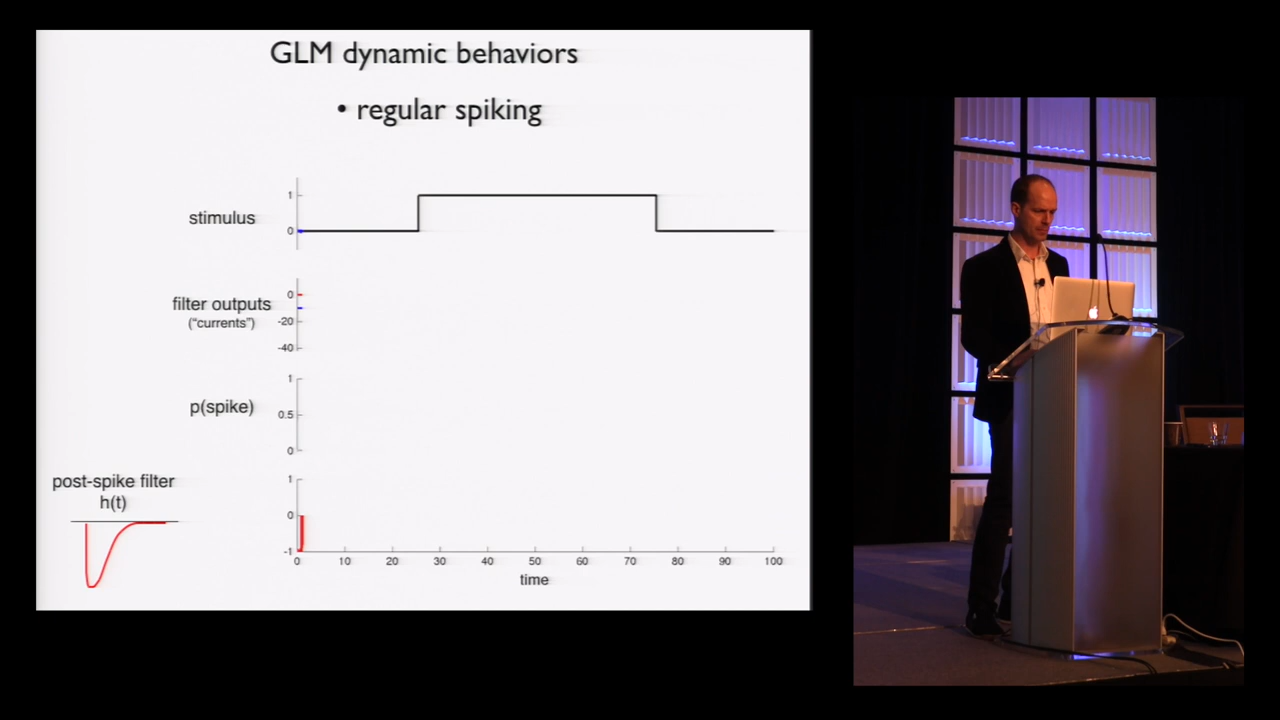 GLM dynamic behaviors
• regular spiking
stimulus
1
0
filter outputs
("currents")
0
-20
-40
p(spike)
1
0.5
0
post-spike filter
h(t)
1
0
-1
0 10 20 30 40 50 60 70 80 90 100
time